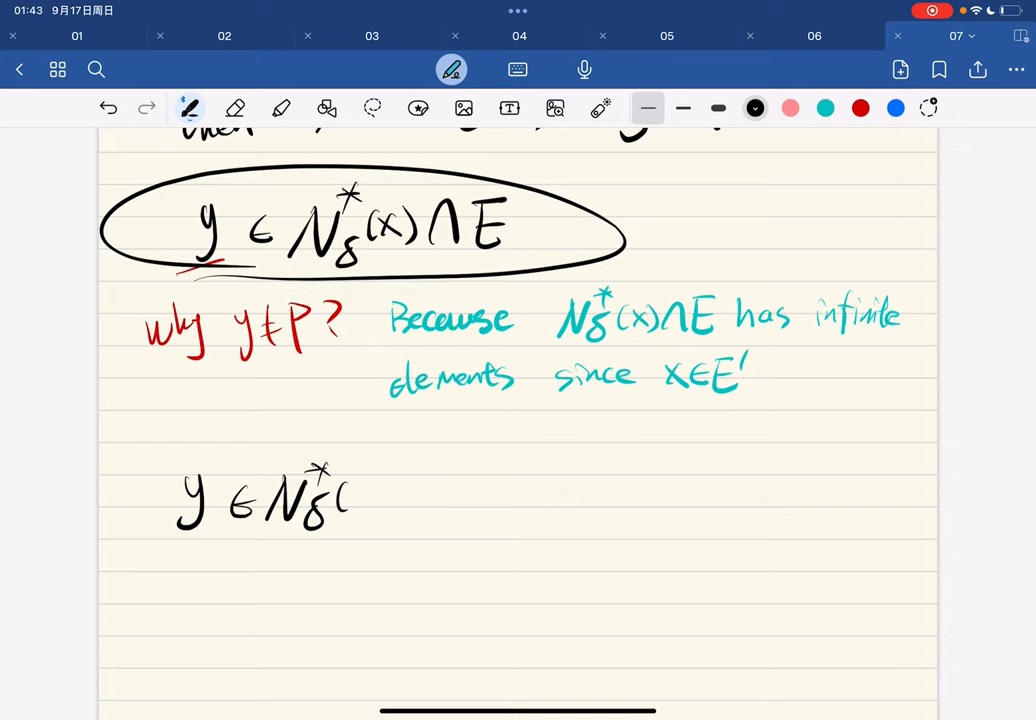 01:43 9月17日周日
01 02 03 04 05 06 07
then
y ∈ N*δ(x)∩E
why y∉P? Because N*δ(x)∩E has infinite
elements since x∈E'
y ∈ N*δ(